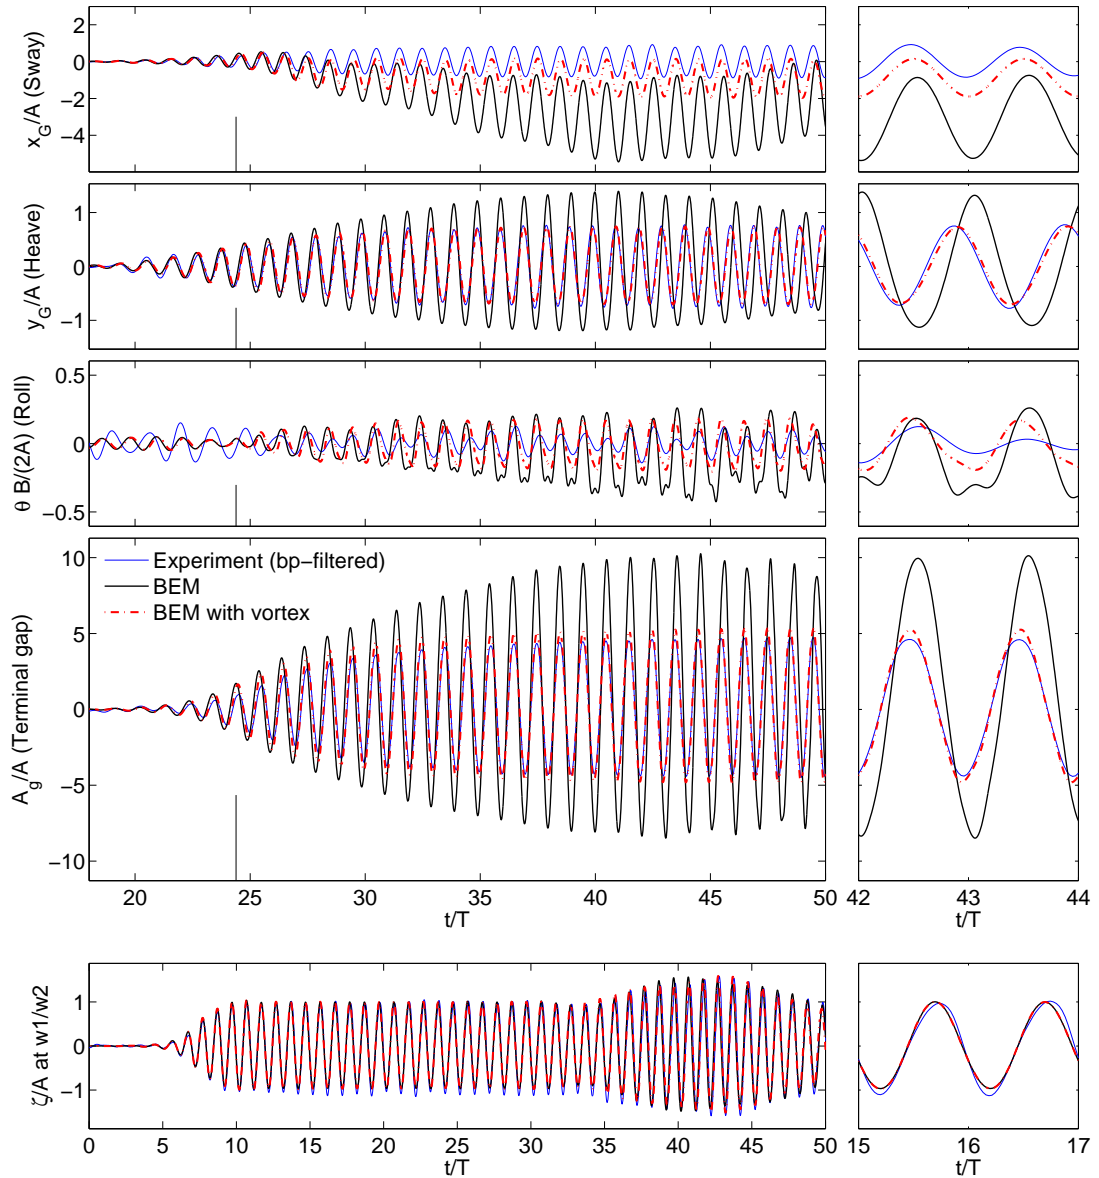 2
0
−2
−4
x_G/A (Sway)
1
0
−1
y_G/A (Heave)
0.5
0
−0.5
θ B/(2A) (Roll)
10
5
0
−5
−10
A_g/A (Terminal gap)
Experiment (bp−filtered)
BEM
BEM with vortex
20 25 30 35 40 45 50
t/T
42 43 44
t/T
1
0
−1
ζ/A at w1/w2
0 5 10 15 20 25 30 35 40 45 50
t/T
15 16 17
t/T